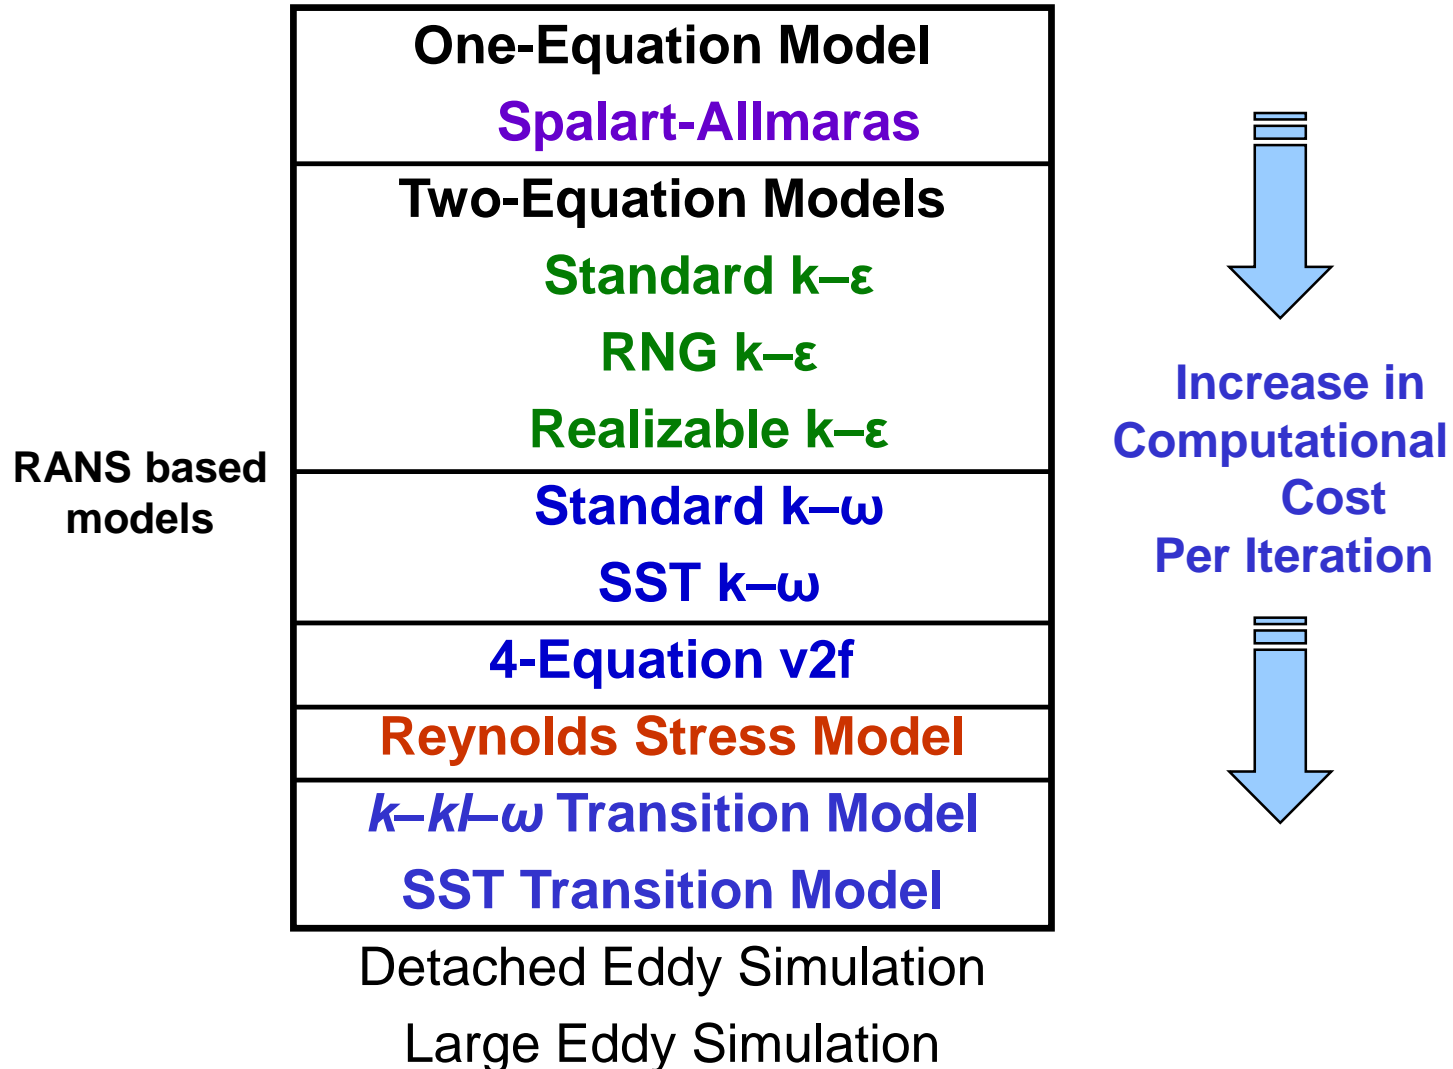 One-Equation Model
Spalart-Allmaras
Two-Equation Models
Standard k–ε
RNG k–ε
Realizable k–ε
RANS based
models
Standard k–ω
SST k–ω
4-Equation v2f
Reynolds Stress Model
k–kl–ω Transition Model
SST Transition Model
Detached Eddy Simulation
Large Eddy Simulation
Increase in
Computational
Cost
Per Iteration